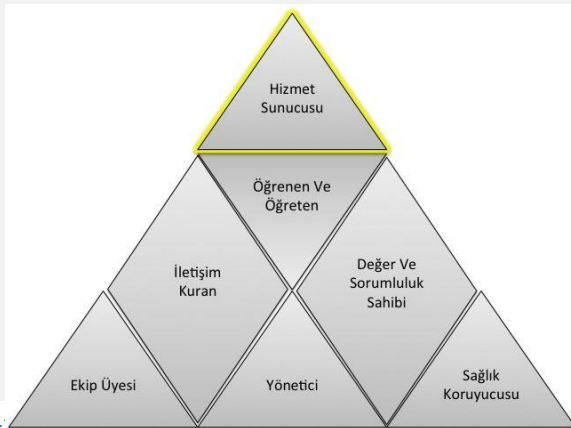 Hizmet
Sunucusu
Öğrenen Ve
Öğreten
İletişim
Kuran
Değer Ve
Sorumluluk
Sahibi
Ekip Üyesi
Yönetici
Sağlık
Koruyucusu